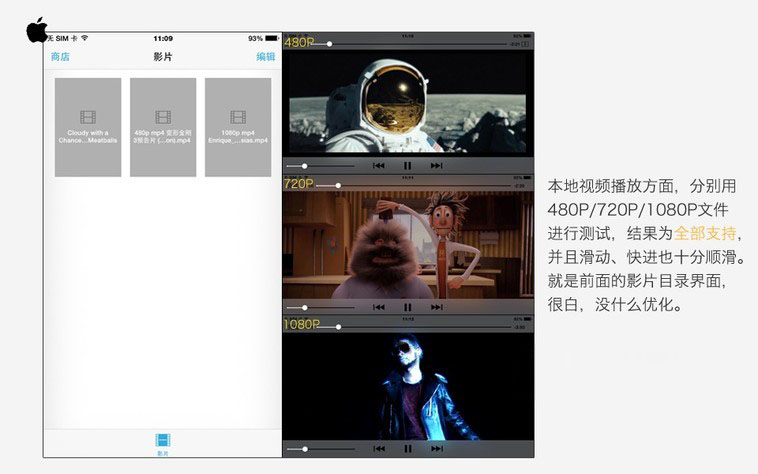 无 SIM 卡
11:09
93%
商店
影片
编辑
Cloudy with a
Chance...Meatballs
480p mp4 变形金刚
3预告片 (...on).mp4
1080p mp4
Enrique_...sias.mp4
影片
480P
720P
1080P
本地视频播放方面，分别用
480P/720P/1080P文件
进行测试，结果为全部支持，
并且滑动、快进也十分顺滑。
就是前面的影片目录界面，
很白，没什么优化。